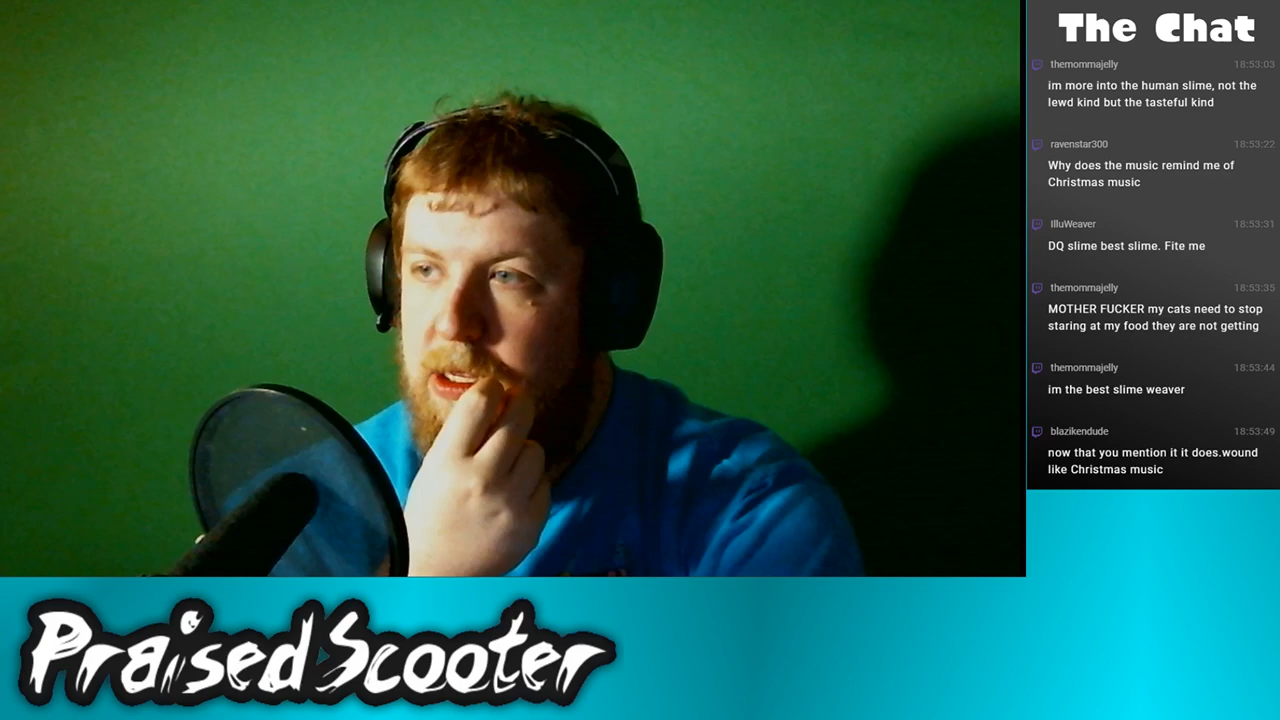 The Chat
themommajelly 18:53:03
im more into the human slime, not the
lewd kind but the tasteful kind
ravenstar300 18:53:22
Why does the music remind me of
Christmas music
IlluWeaver 18:53:31
DQ slime best slime. Fite me
themommajelly 18:53:35
MOTHER FUCKER my cats need to stop
staring at my food they are not getting
themommajelly 18:53:44
im the best slime weaver
blazikendude 18:53:49
now that you mention it it does.wound
like Christmas music
PraisedScooter